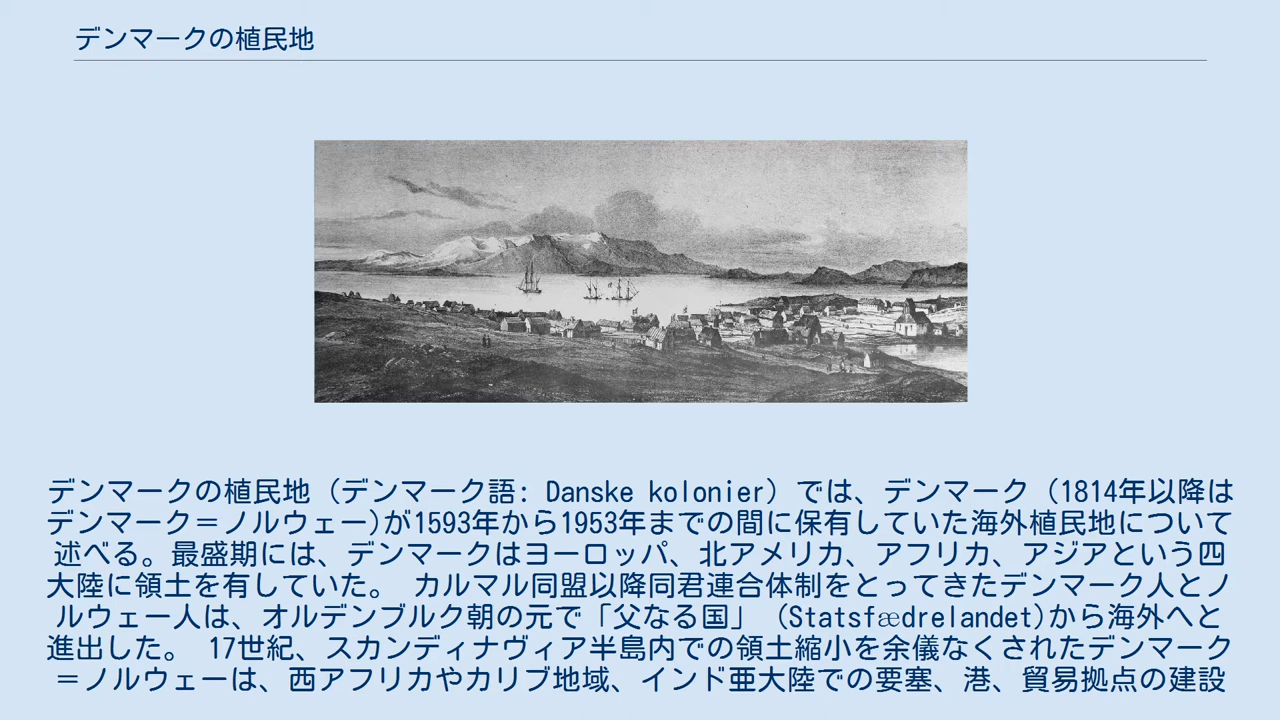 デンマークの植民地
デンマークの植民地（デンマーク語: Danske kolonier）では、デンマーク（1814年以降は
デンマーク＝ノルウェー)が1593年から1953年までの間に保有していた海外植民地について
述べる。最盛期には、デンマークはヨーロッパ、北アメリカ、アフリカ、アジアという四
大陸に領土を有していた。 カルマル同盟以降同君連合体制をとってきたデンマーク人とノ
ルウェー人は、オルデンブルク朝の元で「父なる国」（Statsfædrelandet)から海外へと
進出した。 17世紀、スカンディナヴィア半島内での領土縮小を余儀なくされたデンマーク
＝ノルウェーは、西アフリカやカリブ地域、インド亜大陸での要塞、港、貿易拠点の建設